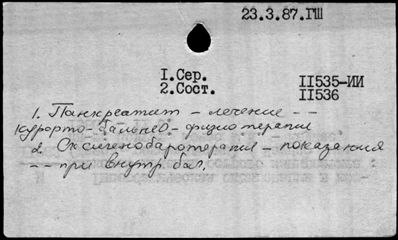 23.3.87.ГШ
I.Сер.
2.Сост.
II535-ИИ
II536
1. Панкреатит - лечение --
курорто-бальнео-физиотерапии
2. Оксигенобаротерапия - показания
-- при внутр. бол.